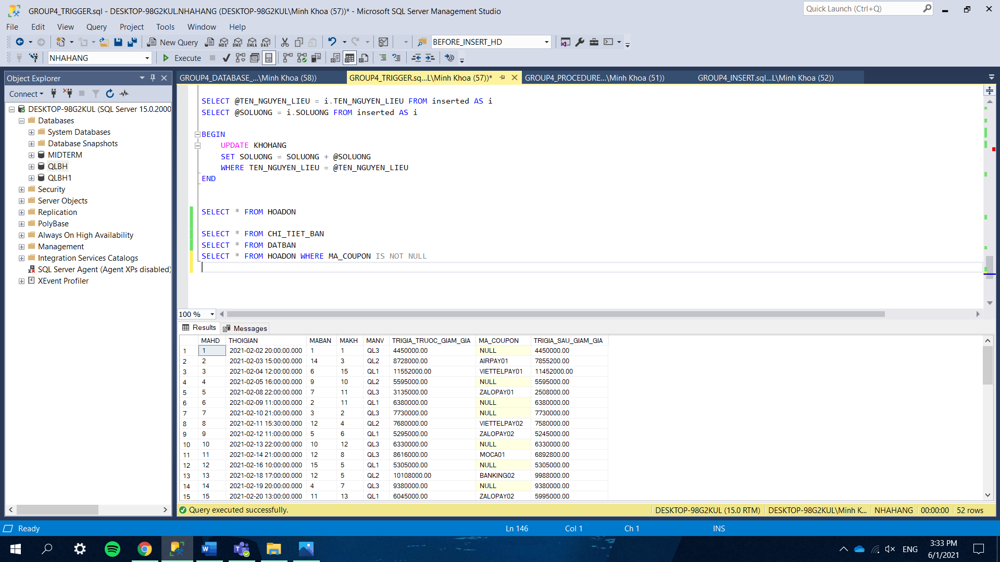 GROUP4_TRIGGER.sql - DESKTOP-98G2KUL.NHAHANG (DESKTOP-98G2KUL\Minh Khoa (57))* - Microsoft SQL Server Management Studio
Quick Launch (Ctrl+Q)
File Edit View Query Project Tools Window Help
New Query MDX DMX XMLA DAX BEFORE_INSERT_HD
NHAHANG Execute
Object Explorer
GROUP4_DATABASE_...\Minh Khoa (58)) GROUP4_TRIGGER.sq...L\Minh Khoa (57))* GROUP4_PROCEDURE...\Minh Khoa (51)) GROUP4_INSERT.sql...L\Minh Khoa (52))
Connect
DESKTOP-98G2KUL (SQL Server 15.0.2000
Databases
System Databases
Database Snapshots
MIDTERM
QLBH
QLBH1
Security
Server Objects
Replication
PolyBase
Always On High Availability
Management
Integration Services Catalogs
SQL Server Agent (Agent XPs disabled)
XEvent Profiler
SELECT @TEN_NGUYEN_LIEU = i.TEN_NGUYEN_LIEU FROM inserted AS i
SELECT @SOLUONG = i.SOLUONG FROM inserted AS i
BEGIN
UPDATE KHOHANG
SET SOLUONG = SOLUONG + @SOLUONG
WHERE TEN_NGUYEN_LIEU = @TEN_NGUYEN_LIEU
END
SELECT * FROM HOADON
SELECT * FROM CHI_TIET_BAN
SELECT * FROM DATBAN
SELECT * FROM HOADON WHERE MA_COUPON IS NOT NULL
100 %
Results Messages
MAHD THOIGIAN MABAN MAKH MANV TRIGIA_TRUOC_GIAM_GIA MA_COUPON TRIGIA_SAU_GIAM_GIA
1 1 2021-02-02 20:00:00.000 1 1 QL3 4450000.00 NULL 4450000.00
2 2 2021-02-03 15:00:00.000 14 3 QL2 8728000.00 AIRPAY01 7855200.00
3 3 2021-02-04 12:00:00.000 6 15 QL1 11552000.00 VIETTELPAY01 11452000.00
4 4 2021-02-05 16:00:00.000 9 10 QL2 5595000.00 NULL 5595000.00
5 5 2021-02-08 22:00:00.000 7 11 QL3 3135000.00 ZALOPAY01 2508000.00
6 6 2021-02-09 11:00:00.000 2 11 QL1 6380000.00 NULL 6380000.00
7 7 2021-02-10 21:00:00.000 3 2 QL3 7730000.00 NULL 7730000.00
8 8 2021-02-11 15:30:00.000 12 4 QL2 7680000.00 VIETTELPAY02 7580000.00
9 9 2021-02-12 11:00:00.000 5 6 QL1 5295000.00 ZALOPAY02 5245000.00
10 10 2021-02-13 22:00:00.000 10 12 QL3 6330000.00 NULL 6330000.00
11 11 2021-02-14 21:00:00.000 12 8 QL3 8616000.00 MOCA01 6892800.00
12 12 2021-02-16 10:00:00.000 15 5 QL1 5305000.00 NULL 5305000.00
13 13 2021-02-18 17:00:00.000 12 5 QL2 10108000.00 BANKING02 9988000.00
14 14 2021-02-19 20:00:00.000 4 7 QL3 9380000.00 NULL 9380000.00
15 15 2021-02-20 13:00:00.000 11 13 QL1 6045000.00 ZALOPAY02 5995000.00
Query executed successfully. DESKTOP-98G2KUL (15.0 RTM) DESKTOP-98G2KUL\Minh K... NHAHANG 00:00:00 52 rows
Ready Ln 146 Col 1 Ch 1 INS
ENG 3:33 PM
6/1/2021